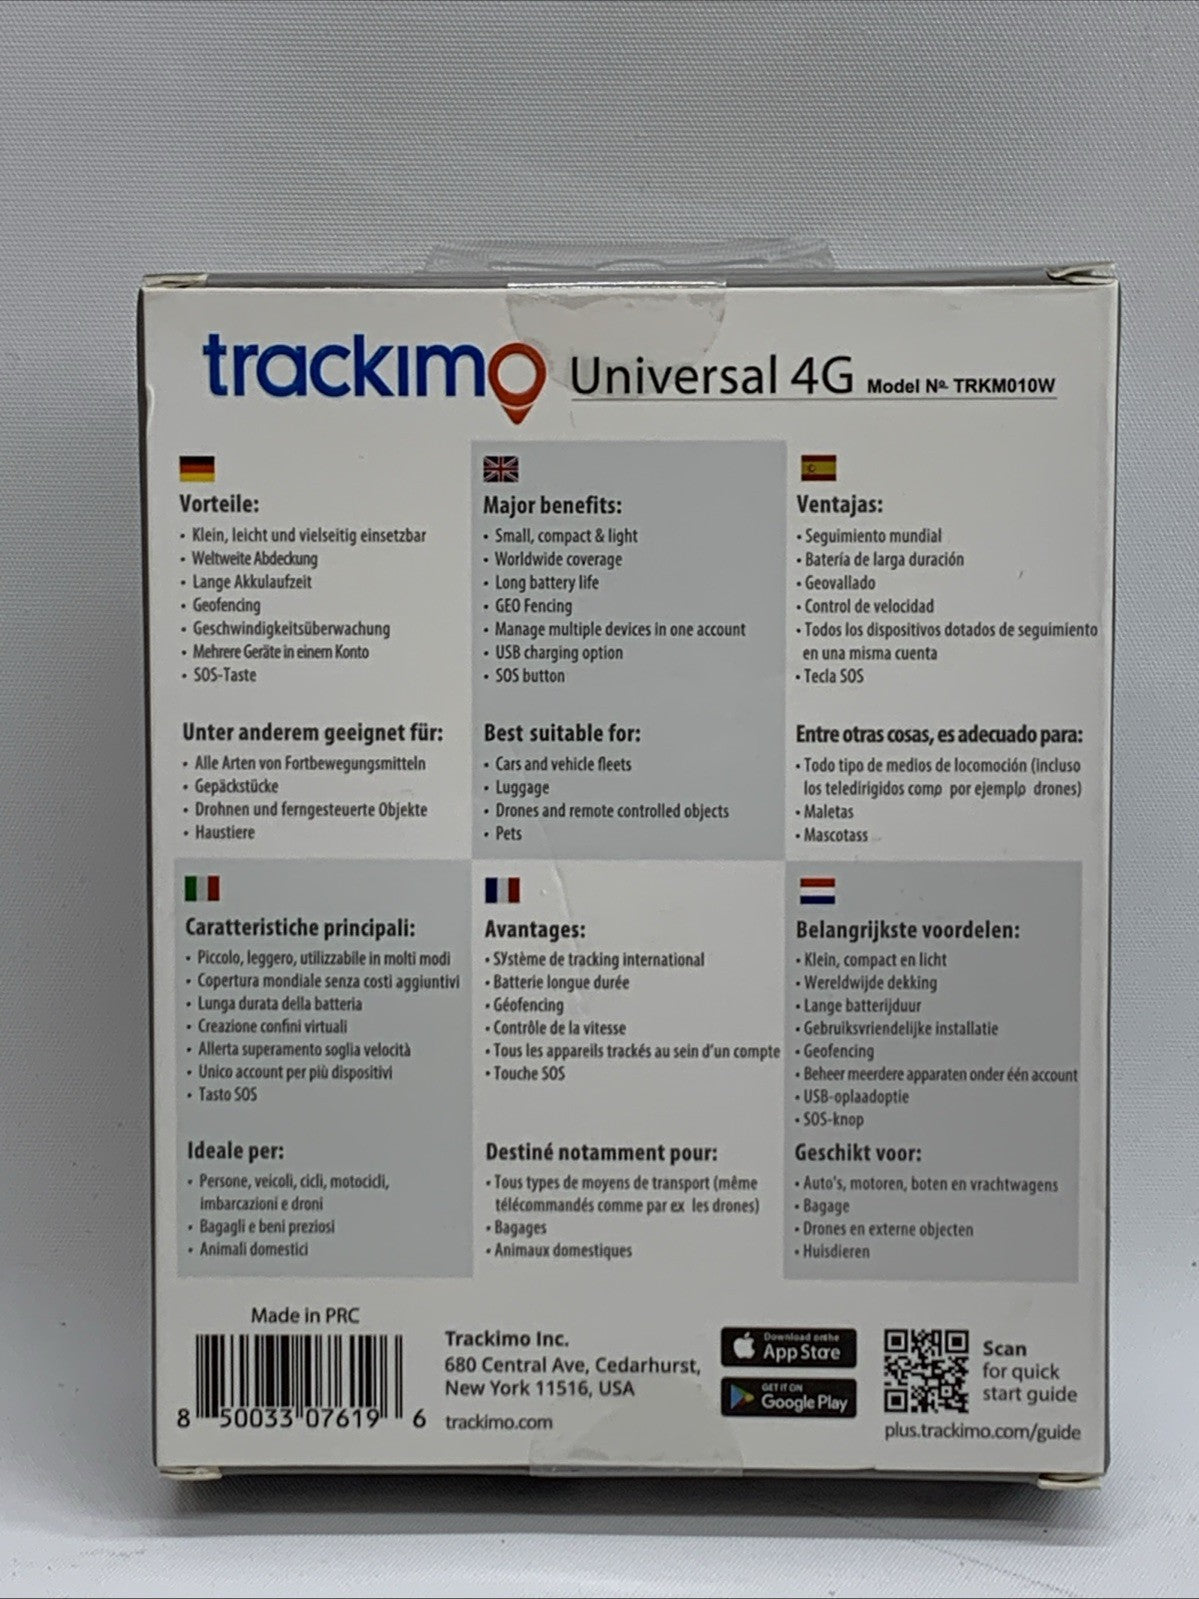 trackimo Universal 4G Model Nº. TRKM010W
Vorteile:
• Klein, leicht und vielseitig einsetzbar
• Weltweite Abdeckung
• Lange Akkulaufzeit
• Geofencing
• Geschwindigkeitsüberwachung
• Mehrere Geräte in einem Konto
• SOS-Taste
Unter anderem geeignet für:
• Alle Arten von Fortbewegungsmitteln
• Gepäckstücke
• Drohnen und ferngesteuerte Objekte
• Haustiere
Major benefits:
• Small, compact & light
• Worldwide coverage
• Long battery life
• GEO Fencing
• Manage multiple devices in one account
• USB charging option
• SOS button
Best suitable for:
• Cars and vehicle fleets
• Luggage
• Drones and remote controlled objects
• Pets
Ventajas:
• Seguimiento mundial
• Batería de larga duración
• Geovallado
• Control de velocidad
• Todos los dispositivos dotados de seguimiento
en una misma cuenta
• Tecla SOS
Entre otras cosas, es adecuado para:
• Todo tipo de medios de locomoción (incluso
los teledirigidos como por ejemplo drones)
• Maletas
• Mascotass
Caratteristiche principali:
• Piccolo, leggero, utilizzabile in molti modi
• Copertura mondiale senza costi aggiuntivi
• Lunga durata della batteria
• Creazione confini virtuali
• Allerta superamento soglia velocità
• Unico account per più dispositivi
• Tasto SOS
Ideale per:
• Persone, veicoli, cicli, motocicli,
imbarcazioni e droni
• Bagagli e beni preziosi
• Animali domestici
Avantages:
• SYstème de tracking international
• Batterie longue durée
• Géofencing
• Contrôle de la vitesse
• Tous les appareils trackés au sein d'un compte
• Touche SOS
Destiné notamment pour:
• Tous types de moyens de transport (même
télécommandés comme par ex les drones)
• Bagages
• Animaux domestiques
Belangrijkste voordelen:
• Klein, compact en licht
• Wereldwijde dekking
• Lange batterijduur
• Gebruiksvriendelijke installatie
• Geofencing
• Beheer meerdere apparaten onder één account
• USB-oplaadoptie
• SOS-knop
Geschikt voor:
• Auto's, motoren, boten en vrachtwagens
• Bagage
• Drones en externe objecten
• Huisdieren
Made in PRC
8 50033 07619 6
Trackimo Inc.
680 Central Ave, Cedarhurst,
New York 11516, USA
trackimo.com
Download on the
App Store
GET IT ON
Google Play
Scan
for quick
start guide
plus.trackimo.com/guide